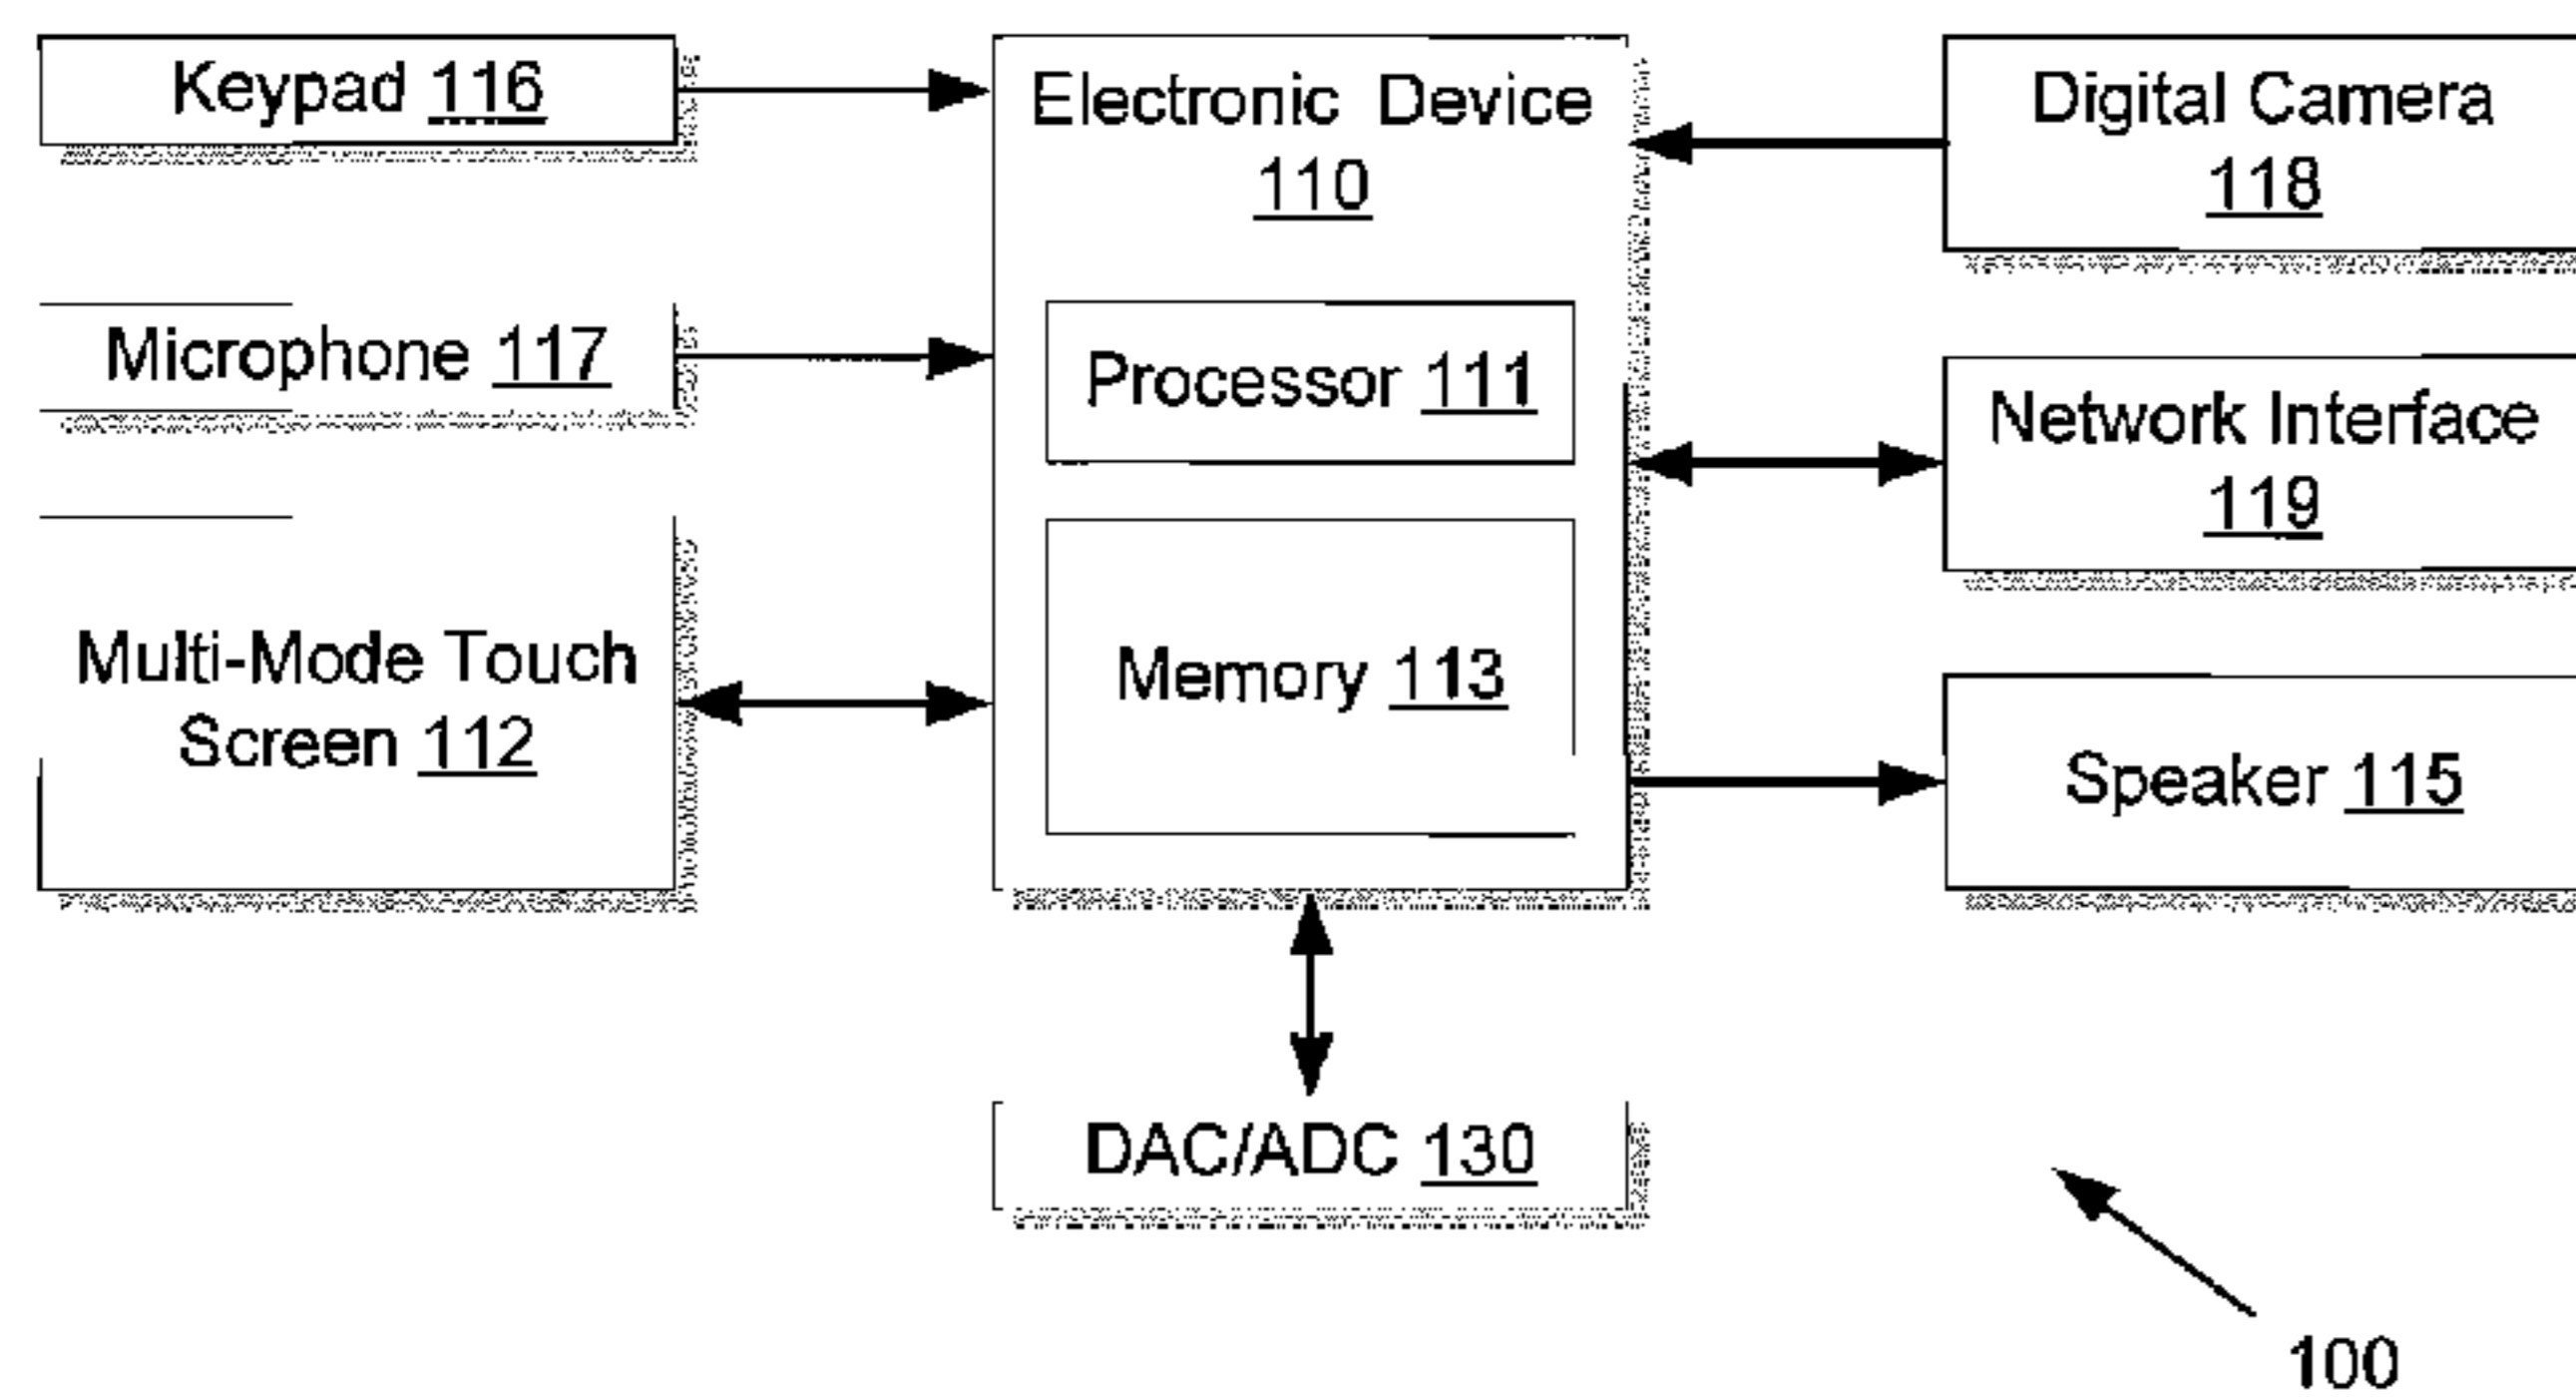 Keypad 116
Microphone 117
Multi-Mode Touch
Screen 112
Electronic Device
110
Processor 111
Memory 113
DAC/ADC 130
Digital Camera
118
Network Interface
119
Speaker 115
100